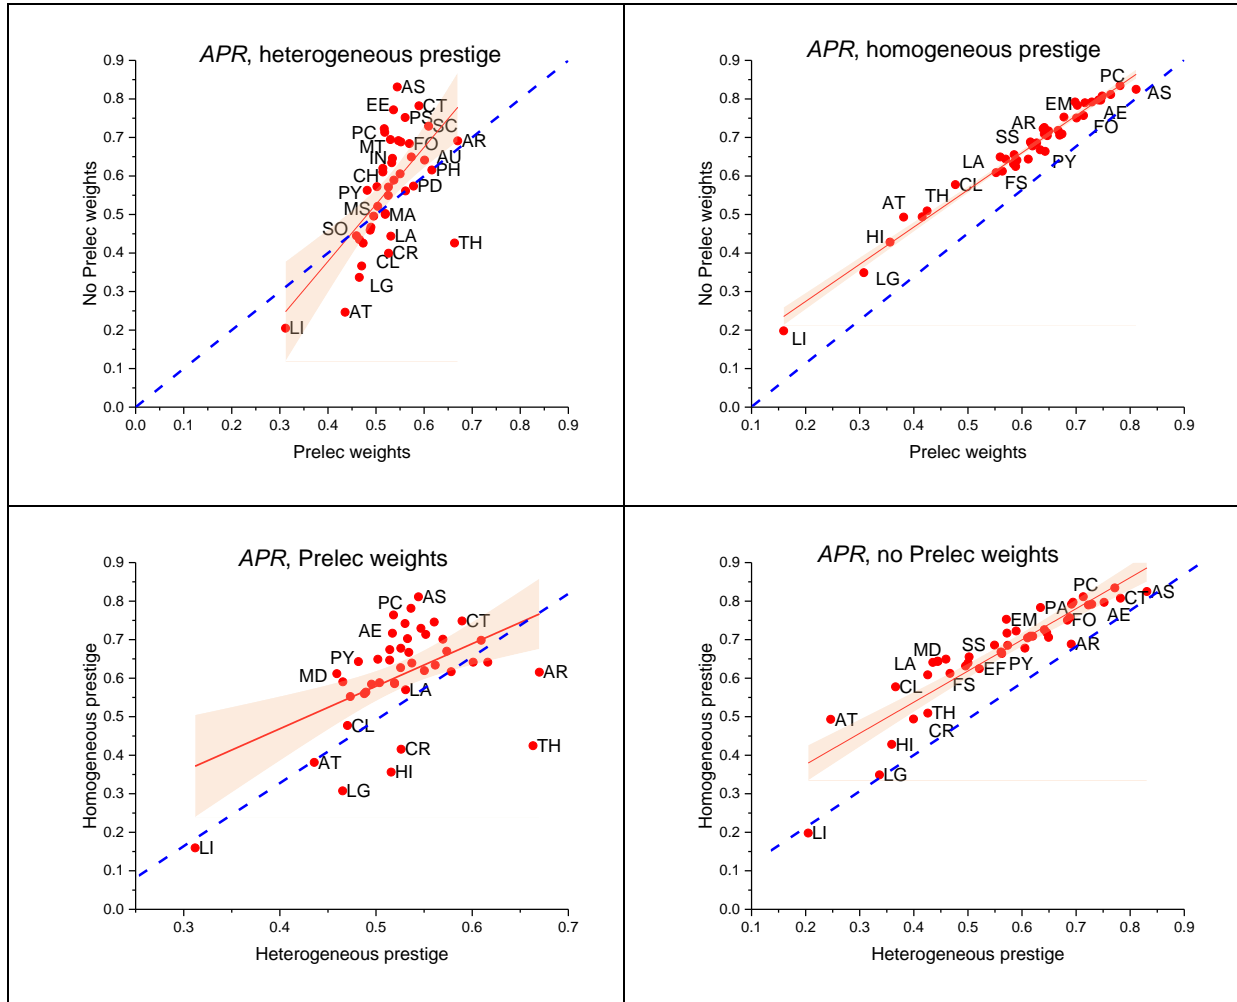 APR, heterogeneous prestige
0.9
0.8
0.7
0.6
0.5
0.4
0.3
0.2
0.1
0.0
No Prelec weights
AS
EE
CT
PS
SC
PC
AR
MT
FO
IN
AU
CH
PH
PY
PD
MS
MA
SO
LA
TH
CR
CL
LG
AT
LI
0.0 0.1 0.2 0.3 0.4 0.5 0.6 0.7 0.8 0.9
Prelec weights
APR, homogeneous prestige
0.9
0.8
0.7
0.6
0.5
0.4
0.3
0.2
0.1
0.0
No Prelec weights
PC
AS
EM
AE
AR
FO
SS
LA
PY
FS
CL
TH
AT
HI
LG
LI
0.1 0.2 0.3 0.4 0.5 0.6 0.7 0.8 0.9
Prelec weights
APR, Prelec weights
0.9
0.8
0.7
0.6
0.5
0.4
0.3
0.2
0.1
0.0
Homogeneous prestige
AS
PC
CT
AE
PY
MD
AR
LA
CL
TH
CR
AT
HI
LG
LI
0.3 0.4 0.5 0.6 0.7
Heterogeneous prestige
APR, no Prelec weights
0.9
0.8
0.7
0.6
0.5
0.4
0.3
0.2
0.1
0.0
Homogeneous prestige
PC
AS
CT
PA
AE
EM
FO
SS
AR
MD
PY
LA
EF
FS
CL
AT
TH
CR
HI
LG
LI
0.1 0.2 0.3 0.4 0.5 0.6 0.7 0.8 0.9
Heterogeneous prestige